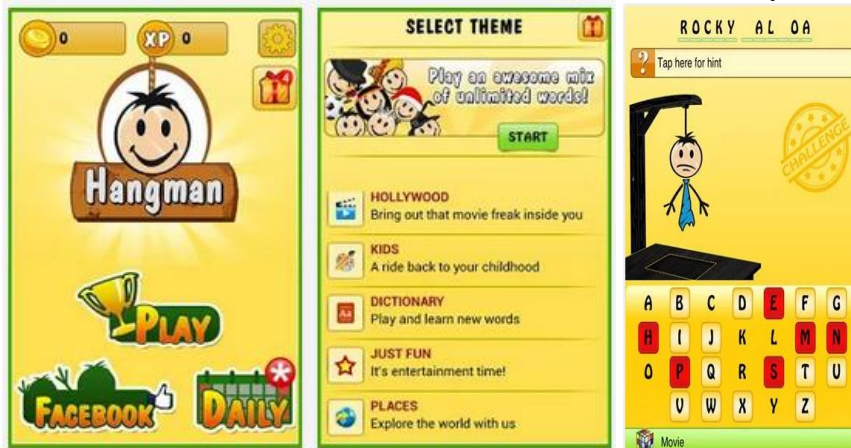 0
XP 0
4
Hangman
PLAY
FACEBOOK
DAILY
SELECT THEME
Play an awesome mix
of unlimited words!
START
HOLLYWOOD
Bring out that movie freak inside you
KIDS
A ride back to your childhood
DICTIONARY
Aa
Play and learn new words
JUST FUN
It's entertainment time!
PLACES
Explore the world with us
ROCKY AL OA
? Tap here for hint
CHALLENGE
A B C D E F G
H I J K L M N
O P Q R S T U
V W X Y Z
Movie